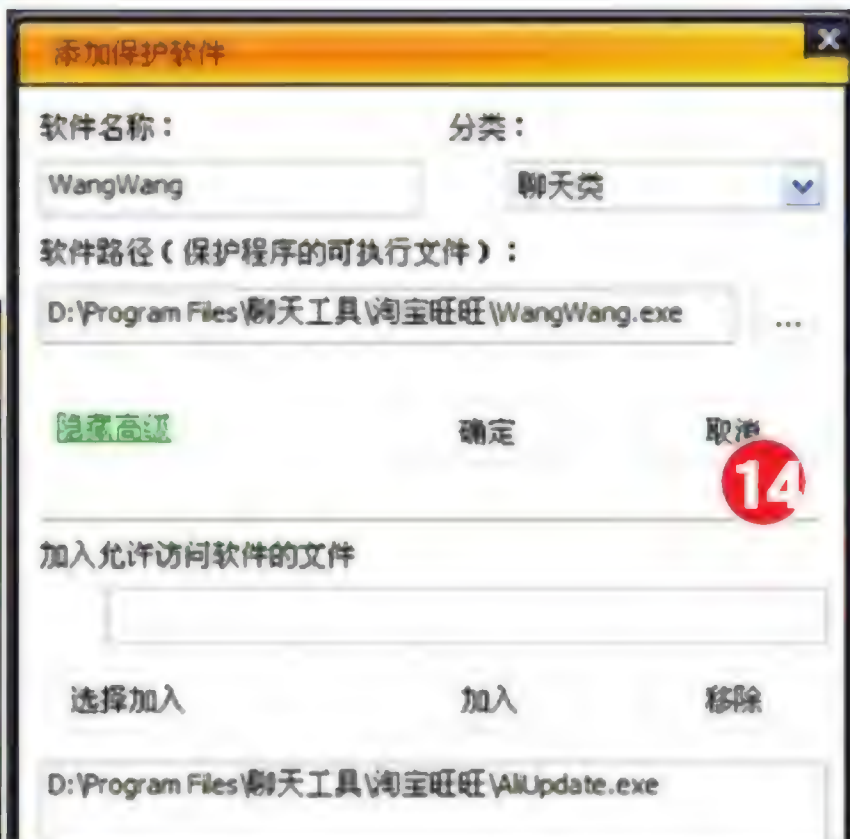 添加保护软件
软件名称：
分类：
WangWang
聊天类
软件路径（保护程序的可执行文件）：
D:\Program Files\聊天工具\淘宝旺旺\WangWang.exe
...
隐藏高级
确定
取消
14
加入允许访问软件的文件
选择加入
加入
移除
D:\Program Files\聊天工具\淘宝旺旺\AliUpdate.exe